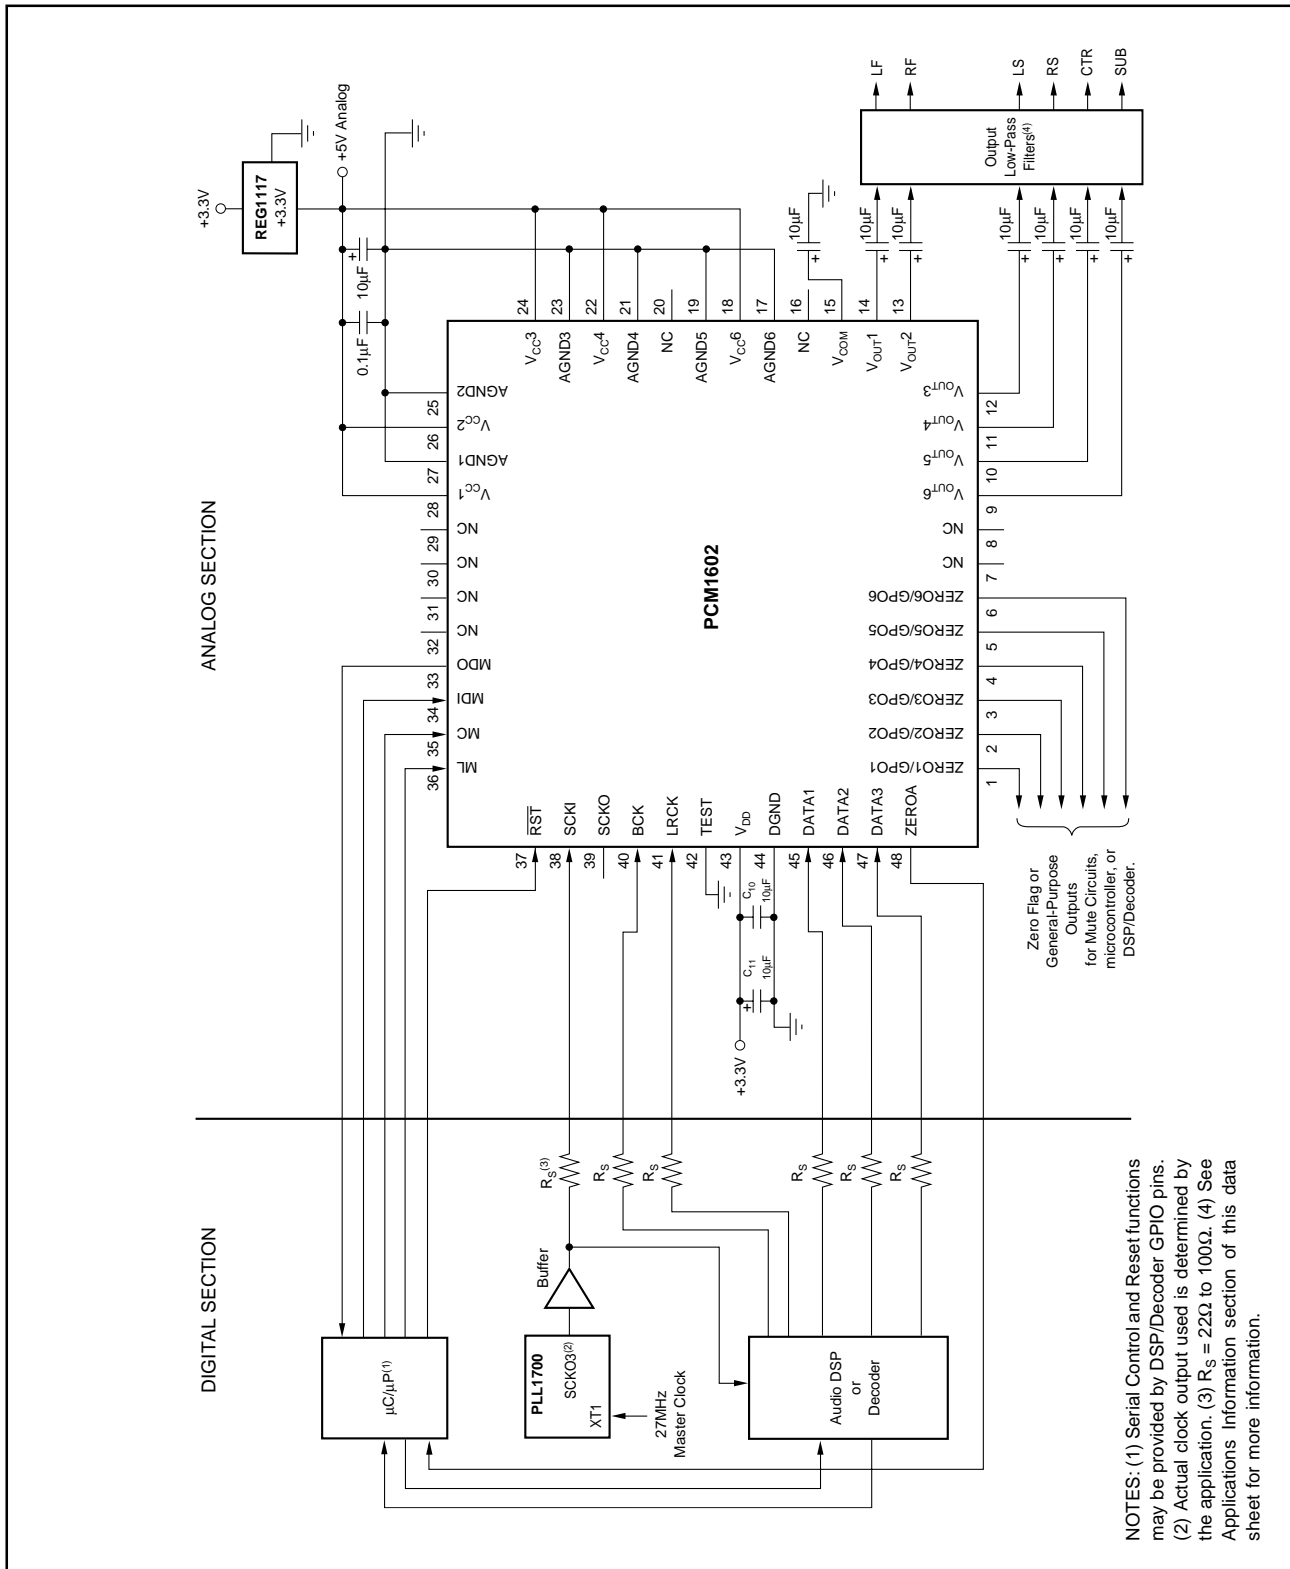 DIGITAL SECTION
ANALOG SECTION
µC/µP(1)
PLL1700
SCKO3(2)
XT1
27MHz
Master Clock
Buffer
Audio DSP
or
Decoder
RS(3)
RS
RS
RS
RS
RS
+3.3V
C11
10µF
+
C10
10µF
REG1117
+3.3V
+3.3V
+5V Analog
0.1µF
10µF
+
PCM1602
36 ML
35 MC
34 MDI
33 MDO
32 NC
31 NC
30 NC
29 NC
28 VCC1
27 AGND1
26 VCC2
25 AGND2
37 RST
38 SCKI
39 SCKO
40 BCK
41 LRCK
42 TEST
43 VDD
44 DGND
45 DATA1
46 DATA2
47 DATA3
48 ZEROA
VCC3 24
AGND3 23
VCC4 22
AGND4 21
NC 20
AGND5 19
VCC6 18
AGND6 17
NC 16
VCOM 15
VOUT1 14
VOUT2 13
ZERO1/GPO1 1
ZERO2/GPO2 2
ZERO3/GPO3 3
ZERO4/GPO4 4
ZERO5/GPO5 5
ZERO6/GPO6 6
NC 7
NC 8
VOUT6 9
VOUT5 10
VOUT4 11
VOUT3 12
10µF
+
10µF
+
10µF
+
10µF
+
10µF
+
10µF
+
10µF
+
Output
Low-Pass
Filters(4)
LF
RF
LS
RS
CTR
SUB
Zero Flag or
General-Purpose
Outputs
for Mute Circuits,
microcontroller, or
DSP/Decoder.
NOTES: (1) Serial Control and Reset functions
may be provided by DSP/Decoder GPIO pins.
(2) Actual clock output used is determined by
the application. (3) RS = 22Ω to 100Ω. (4) See
Applications Information section of this data
sheet for more information.